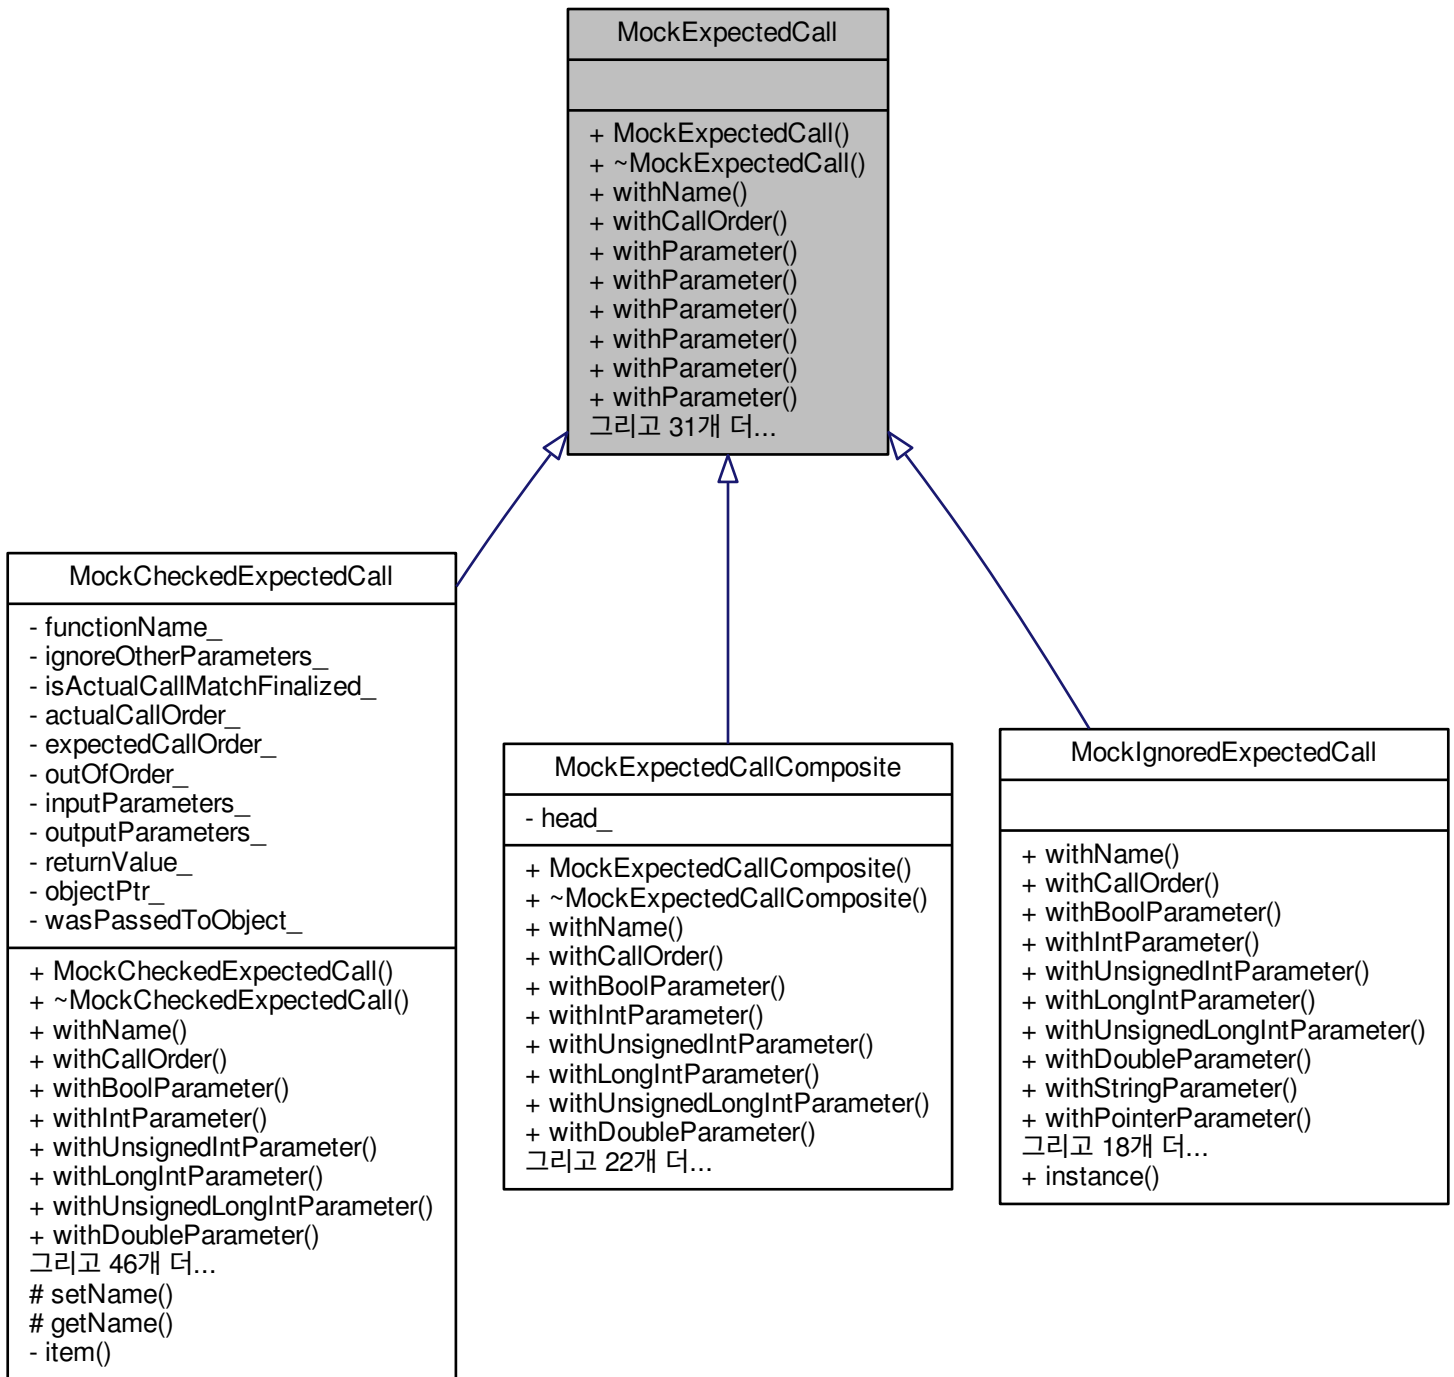 MockExpectedCall
+ MockExpectedCall()
+ ~MockExpectedCall()
+ withName()
+ withCallOrder()
+ withParameter()
+ withParameter()
+ withParameter()
+ withParameter()
+ withParameter()
+ withParameter()
그리고 31개 더...
MockCheckedExpectedCall
- functionName_
- ignoreOtherParameters_
- isActualCallMatchFinalized_
- actualCallOrder_
- expectedCallOrder_
- outOfOrder_
- inputParameters_
- outputParameters_
- returnValue_
- objectPtr_
- wasPassedToObject_
+ MockCheckedExpectedCall()
+ ~MockCheckedExpectedCall()
+ withName()
+ withCallOrder()
+ withBoolParameter()
+ withIntParameter()
+ withUnsignedIntParameter()
+ withLongIntParameter()
+ withUnsignedLongIntParameter()
+ withDoubleParameter()
그리고 46개 더...
# setName()
# getName()
- item()
MockExpectedCallComposite
- head_
+ MockExpectedCallComposite()
+ ~MockExpectedCallComposite()
+ withName()
+ withCallOrder()
+ withBoolParameter()
+ withIntParameter()
+ withUnsignedIntParameter()
+ withLongIntParameter()
+ withUnsignedLongIntParameter()
+ withDoubleParameter()
그리고 22개 더...
MockIgnoredExpectedCall
+ withName()
+ withCallOrder()
+ withBoolParameter()
+ withIntParameter()
+ withUnsignedIntParameter()
+ withLongIntParameter()
+ withUnsignedLongIntParameter()
+ withDoubleParameter()
+ withStringParameter()
+ withPointerParameter()
그리고 18개 더...
+ instance()